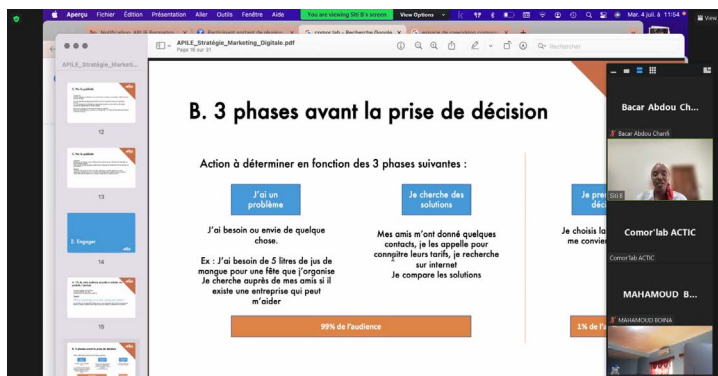 Aperçu Fichier Édition Présentation Aller Outils Fenêtre Aide
You are viewing Siti B's screen
View Options
Mar. 4 juil. à 11:54
View
APILE_Stratégie_Marketing_Digitale.pdf
Page 16 sur 31
Rechercher
APILE_Stratégie_Marketi...
12
13
2. Engager
14
15
B. 3 phases avant la prise de décision
Action à déterminer en fonction des 3 phases suivantes :
J'ai un
problème
J'ai besoin ou envie de quelque
chose.
Ex : J'ai besoin de 5 litres de jus de
mangue pour une fête que j'organise
Je cherche auprès de mes amis si il
existe une entreprise qui peut
m'aider
Je cherche des
solutions
Mes amis m'ont donné quelques
contacts, je les appelle pour
connaitre leurs tarifs, je recherche
sur internet
Je compare les solutions
Je pre
déci
Je choisis la
me convie
99% de l'audience
1% de l'a
Bacar Abdou Ch...
Bacar Abdou Chanfi
Siti B
Comor'lab ACTIC
Comor'lab ACTIC
MAHAMOUD B...
MAHAMOUD BOINA